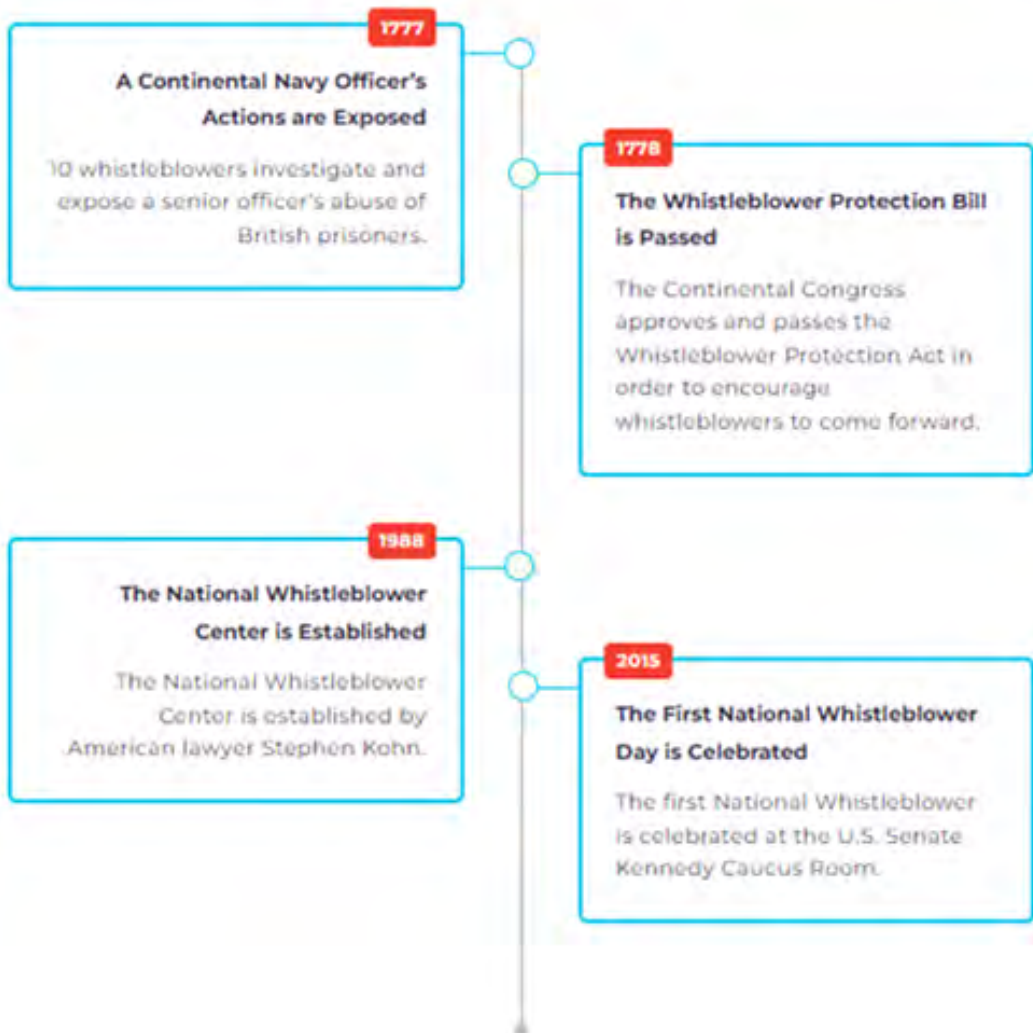 1777
A Continental Navy Officer's
Actions are Exposed
10 whistleblowers investigate and
expose a senior officer's abuse of
British prisoners.
1778
The Whistleblower Protection Bill
is Passed
The Continental Congress
approves and passes the
Whistleblower Protection Act in
order to encourage
whistleblowers to come forward.
1988
The National Whistleblower
Center is Established
The National Whistleblower
Center is established by
American lawyer Stephen Kohn.
2015
The First National Whistleblower
Day is Celebrated
The first National Whistleblower
is celebrated at the U.S. Senate
Kennedy Caucus Room.